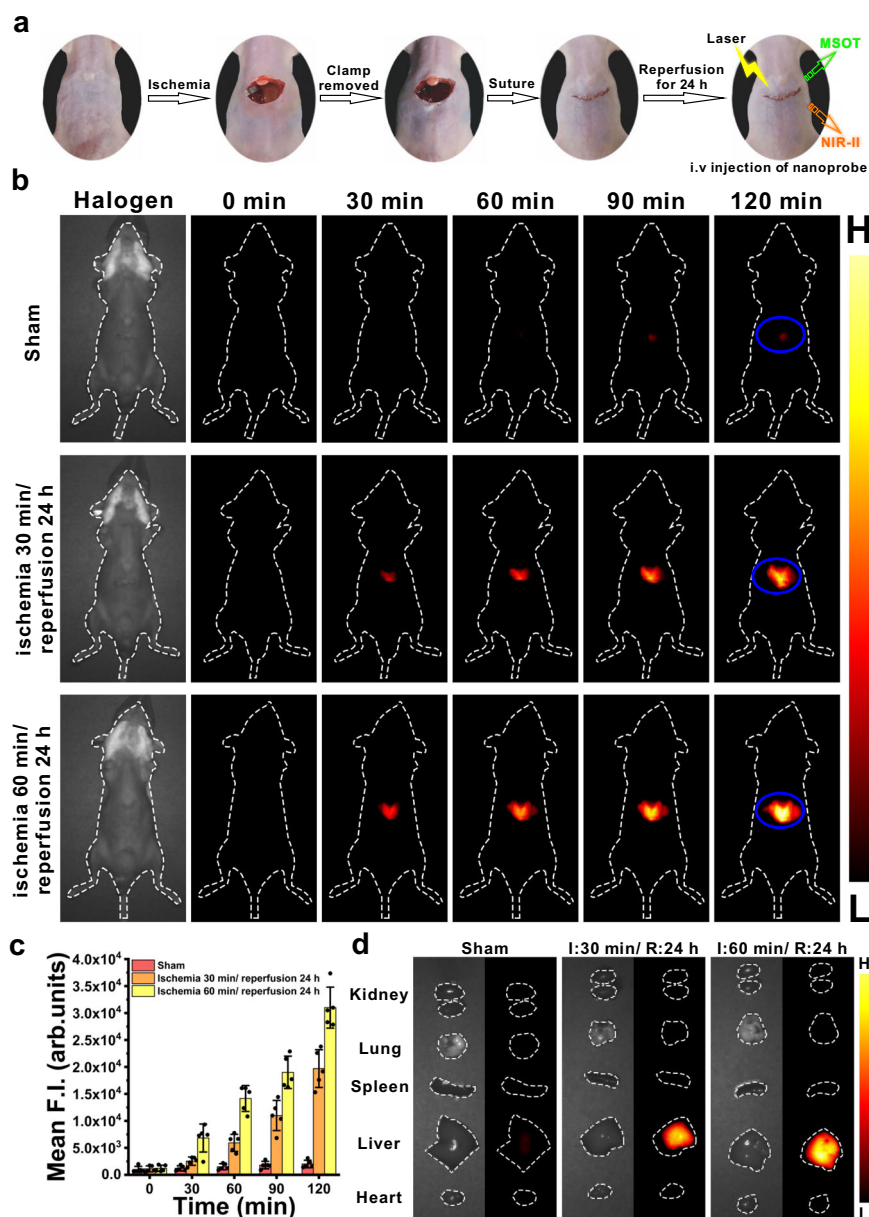 a
Ischemia
Clamp
removed
Suture
Reperfusion
for 24 h
Laser
MSOT
NIR-II
i.v injection of nanoprobe
b
Halogen
0 min
30 min
60 min
90 min
120 min
H
Sham
ischemia 30 min/
reperfusion 24 h
ischemia 60 min/
reperfusion 24 h
L
c
Mean F.I. (arb.units)
4.0x10⁴
3.5x10⁴
3.0x10⁴
2.5x10⁴
2.0x10⁴
1.5x10⁴
1.0x10⁴
5.0x10³
0.0
Sham
Ischemia 30 min/ reperfusion 24 h
Ischemia 60 min/ reperfusion 24 h
0
30
60
90
120
Time (min)
d
Sham
I:30 min/ R:24 h
I:60 min/ R:24 h
Kidney
Lung
Spleen
Liver
Heart
H
L